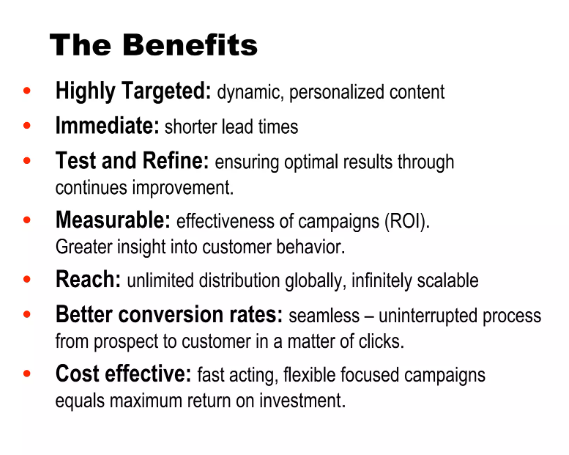 The Benefits
• Highly Targeted: dynamic, personalized content
• Immediate: shorter lead times
• Test and Refine: ensuring optimal results through
continues improvement.
• Measurable: effectiveness of campaigns (ROI).
Greater insight into customer behavior.
• Reach: unlimited distribution globally, infinitely scalable
• Better conversion rates: seamless – uninterrupted process
from prospect to customer in a matter of clicks.
• Cost effective: fast acting, flexible focused campaigns
equals maximum return on investment.